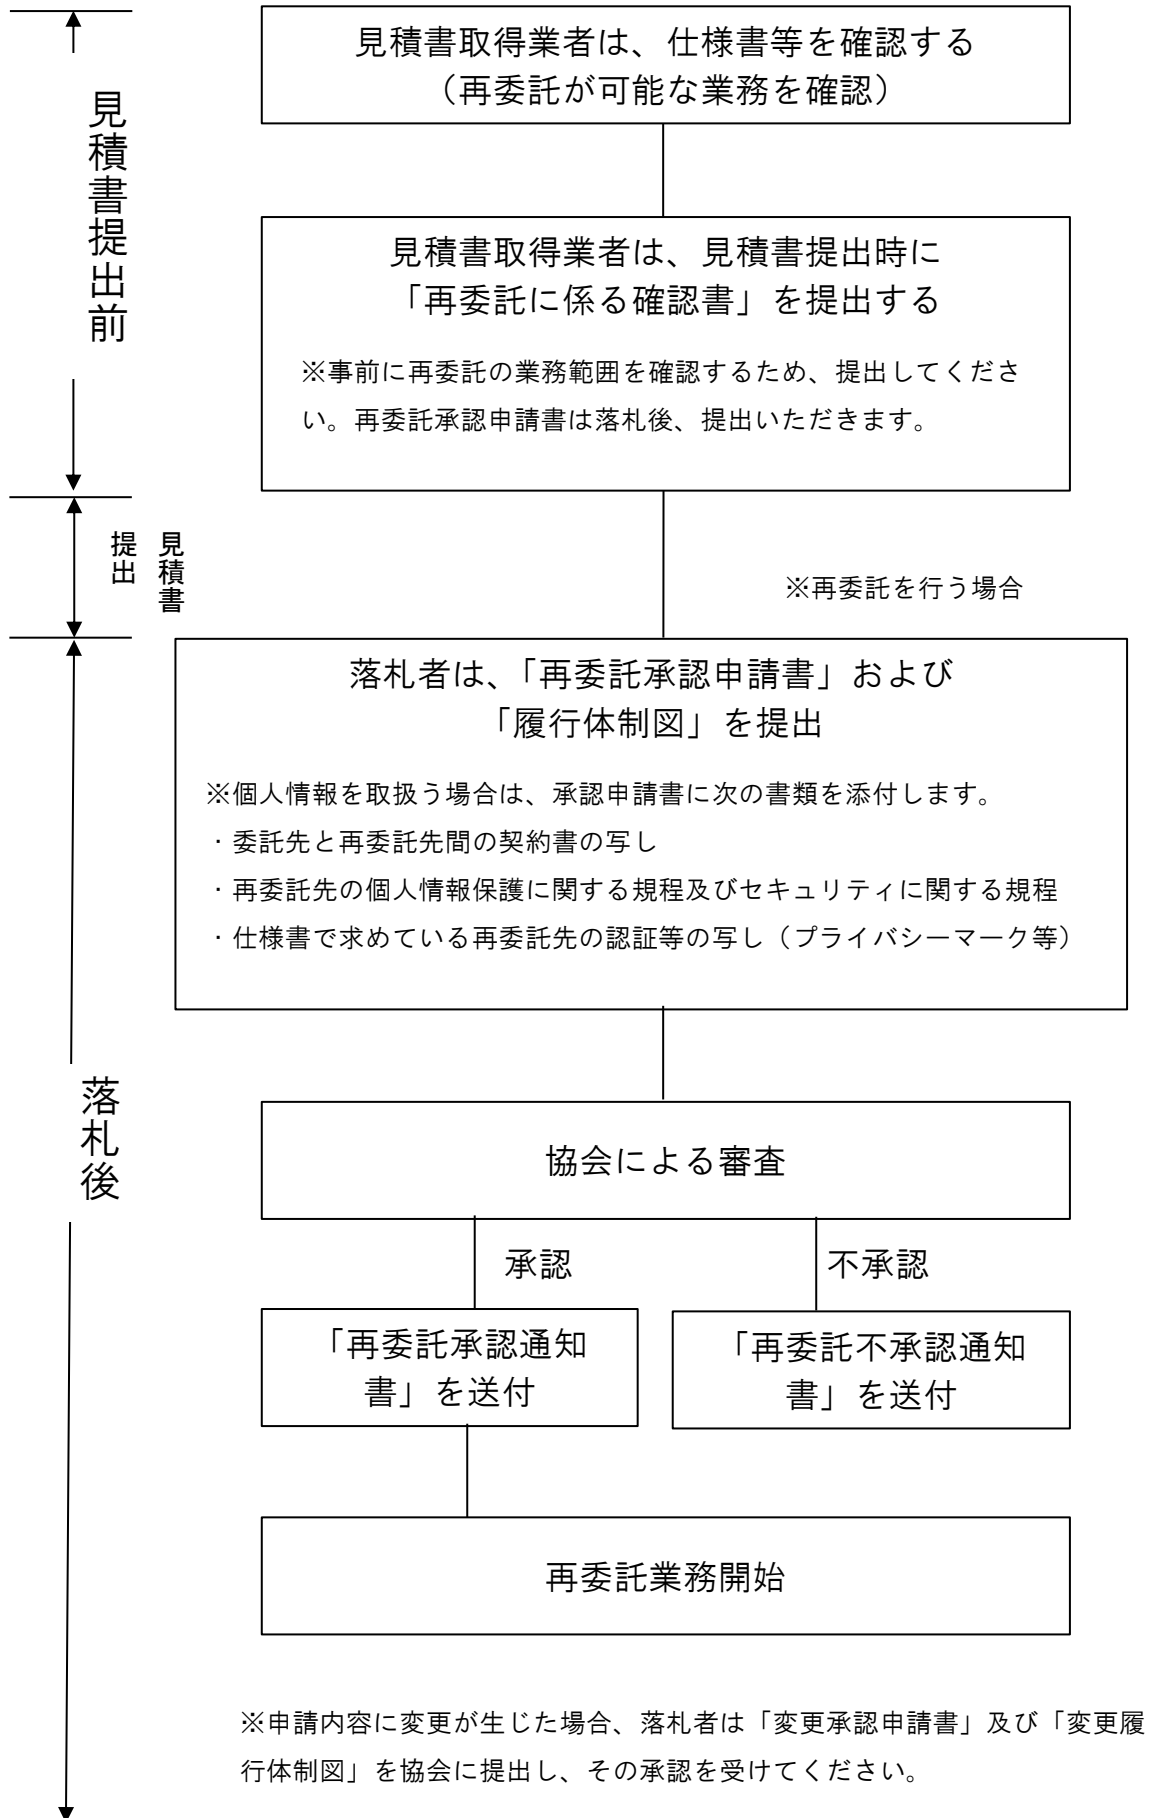 見積書提出前
見積書取得業者は、仕様書等を確認する
（再委託が可能な業務を確認）
見積書取得業者は、見積書提出時に
「再委託に係る確認書」を提出する
※事前に再委託の業務範囲を確認するため、提出してくださ
い。再委託承認申請書は落札後、提出いただきます。
見積書
提出
※再委託を行う場合
落札後
落札者は、「再委託承認申請書」および
「履行体制図」を提出
※個人情報を取扱う場合は、承認申請書に次の書類を添付します。
・委託先と再委託先間の契約書の写し
・再委託先の個人情報保護に関する規程及びセキュリティに関する規程
・仕様書で求めている再委託先の認証等の写し（プライバシーマーク等）
協会による審査
承認
不承認
「再委託承認通知
書」を送付
「再委託不承認通知
書」を送付
再委託業務開始
※申請内容に変更が生じた場合、落札者は「変更承認申請書」及び「変更履
行体制図」を協会に提出し、その承認を受けてください。